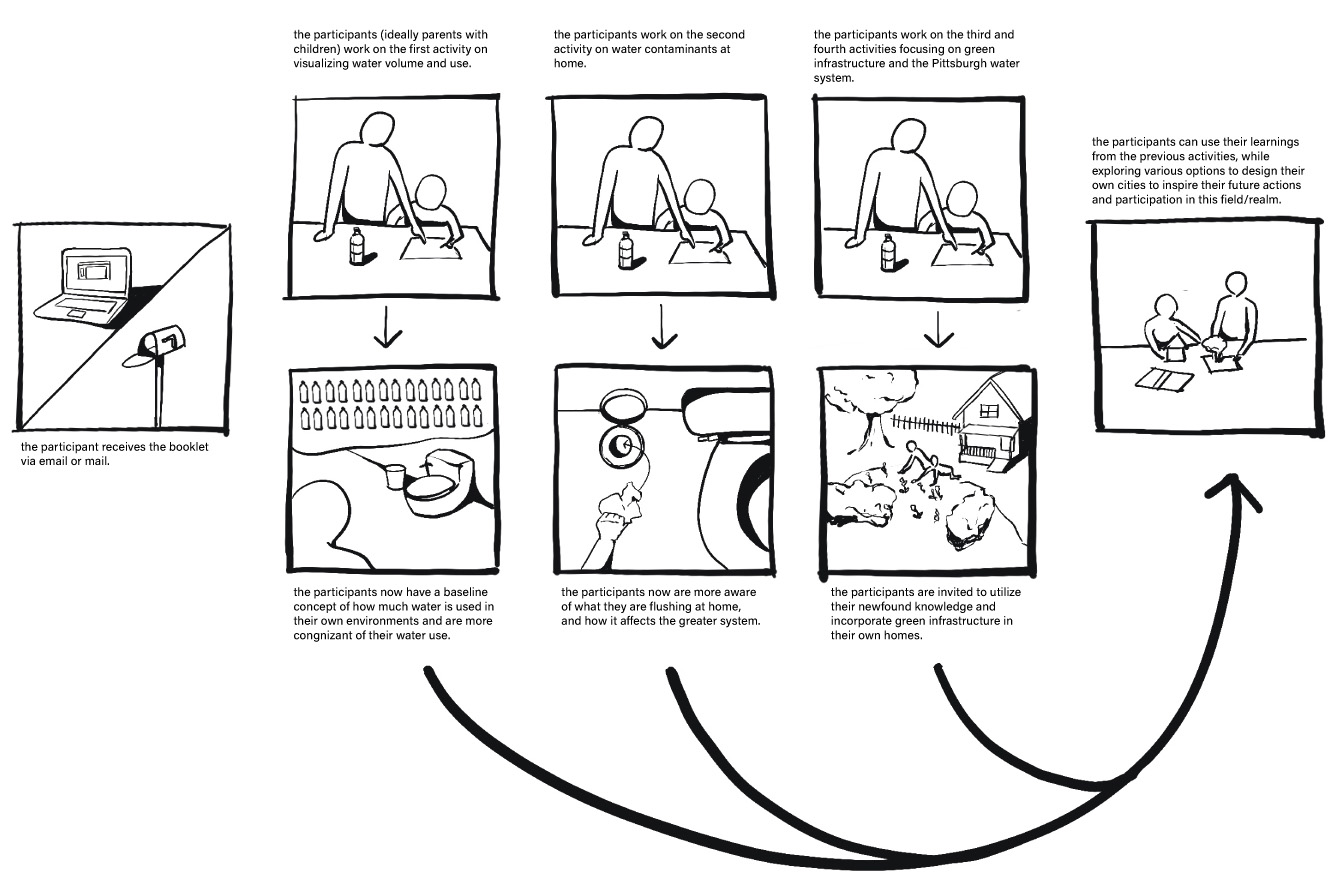 the participant receives the booklet
via email or mail.
the participants (ideally parents with
children) work on the first activity on
visualizing water volume and use.
the participants now have a baseline
concept of how much water is used in
their own environments and are more
congnizant of their water use.
the participants work on the second
activity on water contaminants at
home.
the participants now are more aware
of what they are flushing at home,
and how it affects the greater system.
the participants work on the third and
fourth activities focusing on green
infrastructure and the Pittsburgh water
system.
the participants are invited to utilize
their newfound knowledge and
incorporate green infrastructure in
their own homes.
the participants can use their learnings
from the previous activities, while
exploring various options to design their
own cities to inspire their future actions
and participation in this field/realm.